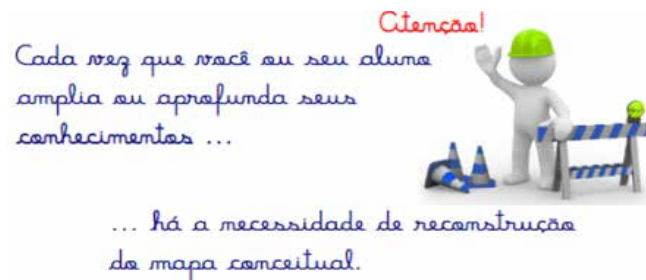 Atenção!
Cada vez que você ou seu aluno
amplia ou aprofunda seus
conhecimentos ...
... há a necessidade de reconstrução
do mapa conceitual.